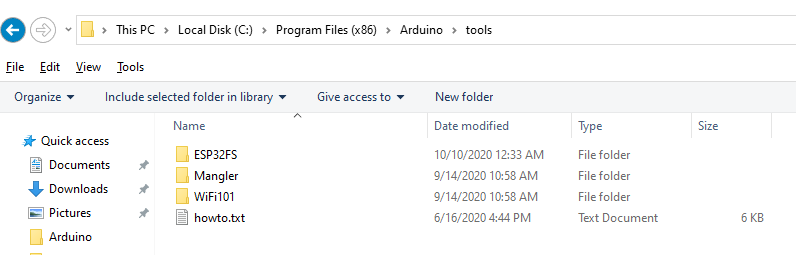 This PC > Local Disk (C:) > Program Files (x86) > Arduino > tools
File Edit View Tools
Organize Include selected folder in library Give access to New folder
Name Date modified Type Size
Quick access
Documents
Downloads
Pictures
Arduino
ESP32FS 10/10/2020 12:33 AM File folder
Mangler 9/14/2020 10:58 AM File folder
WiFi101 9/14/2020 10:58 AM File folder
howto.txt 6/16/2020 4:44 PM Text Document 6 KB